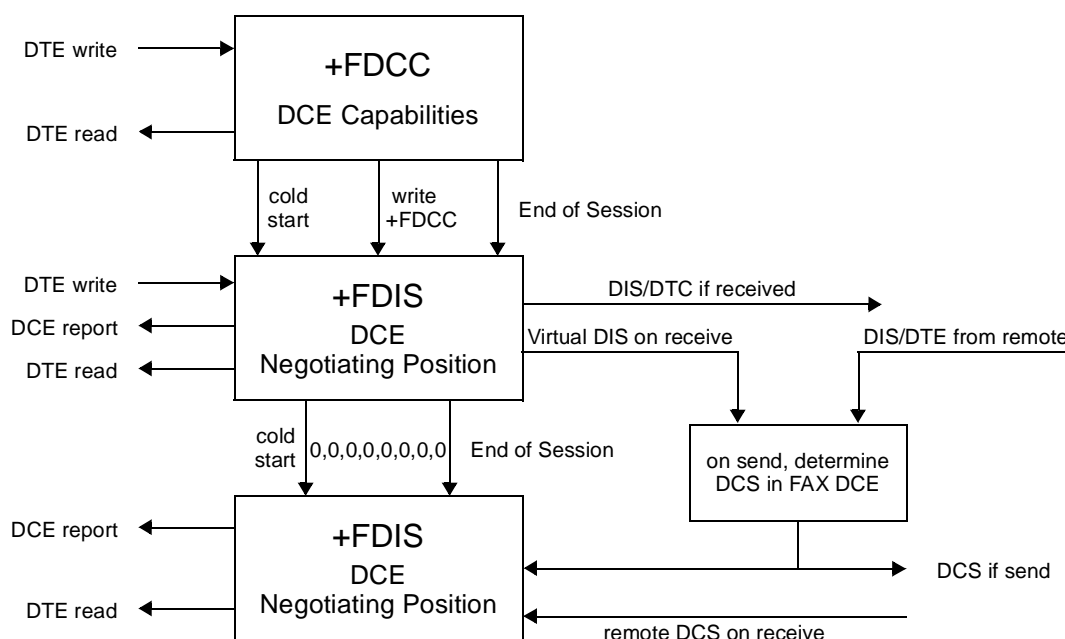 DTE write
+FDCC
DCE Capabilities
DTE read
cold
start
write
+FDCC
End of Session
DTE write
+FDIS
DIS/DTC if received
DCE report
DCE
Virtual DIS on receive
DIS/DTE from remote
DTE read
Negotiating Position
cold
start
0,0,0,0,0,0,0,0
End of Session
on send, determine
DCS in FAX DCE
DCE report
+FDIS
DCE
DCS if send
DTE read
Negotiating Position
remote DCS on receive